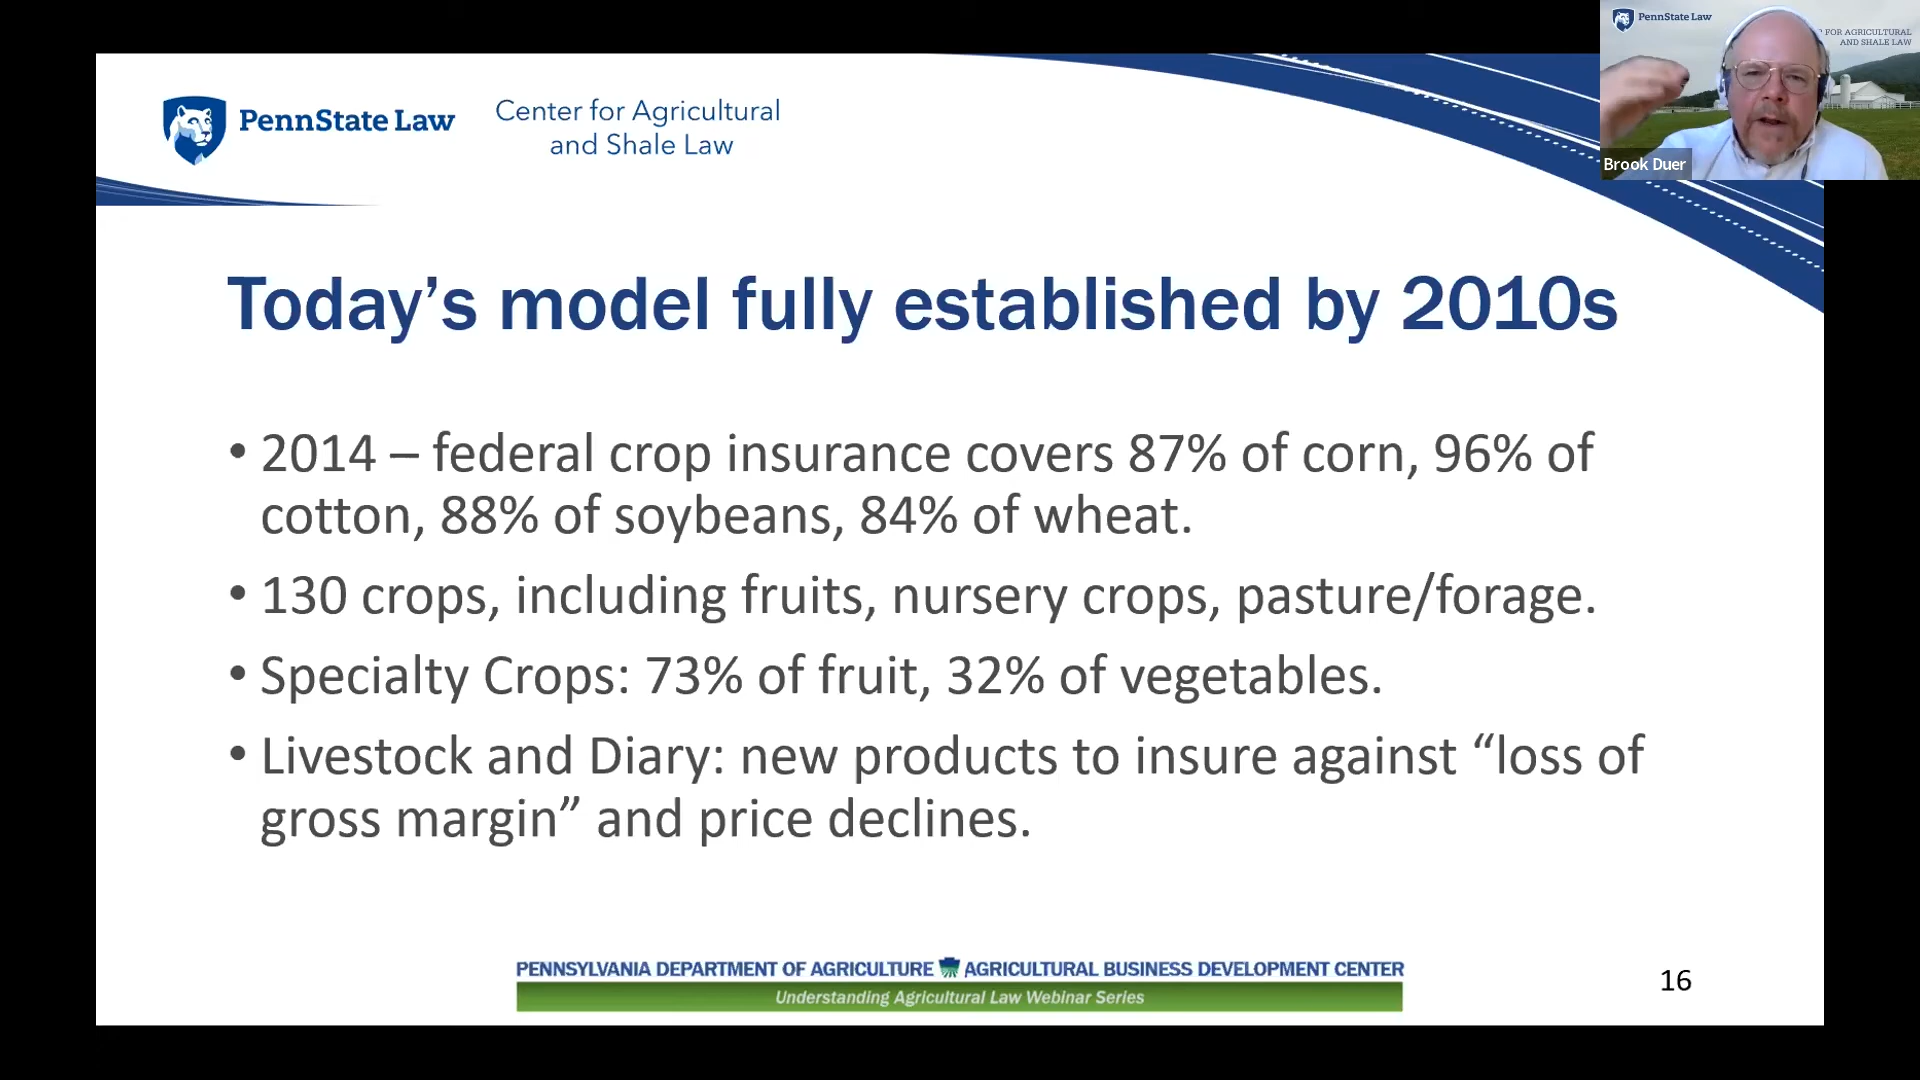 PennState Law
Center for Agricultural
and Shale Law
PennState Law
FOR AGRICULTURAL
AND SHALE LAW
Brook Duer
Today’s model fully established by 2010s
• 2014 – federal crop insurance covers 87% of corn, 96% of
cotton, 88% of soybeans, 84% of wheat.
• 130 crops, including fruits, nursery crops, pasture/forage.
• Specialty Crops: 73% of fruit, 32% of vegetables.
• Livestock and Diary: new products to insure against “loss of
gross margin” and price declines.
PENNSYLVANIA DEPARTMENT OF AGRICULTURE AGRICULTURAL BUSINESS DEVELOPMENT CENTER
Understanding Agricultural Law Webinar Series
16